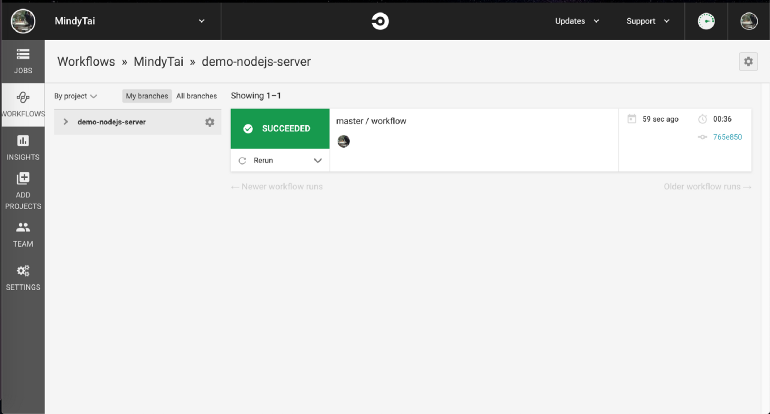 MindyTai
Updates
Support
JOBS
WORKFLOWS
INSIGHTS
ADD
PROJECTS
TEAM
SETTINGS
Workflows » MindyTai » demo-nodejs-server
By project
My branches
All branches
demo-nodejs-server
Showing 1–1
SUCCEEDED
Rerun
master / workflow
59 sec ago
00:36
765e850
← Newer workflow runs
Older workflow runs →